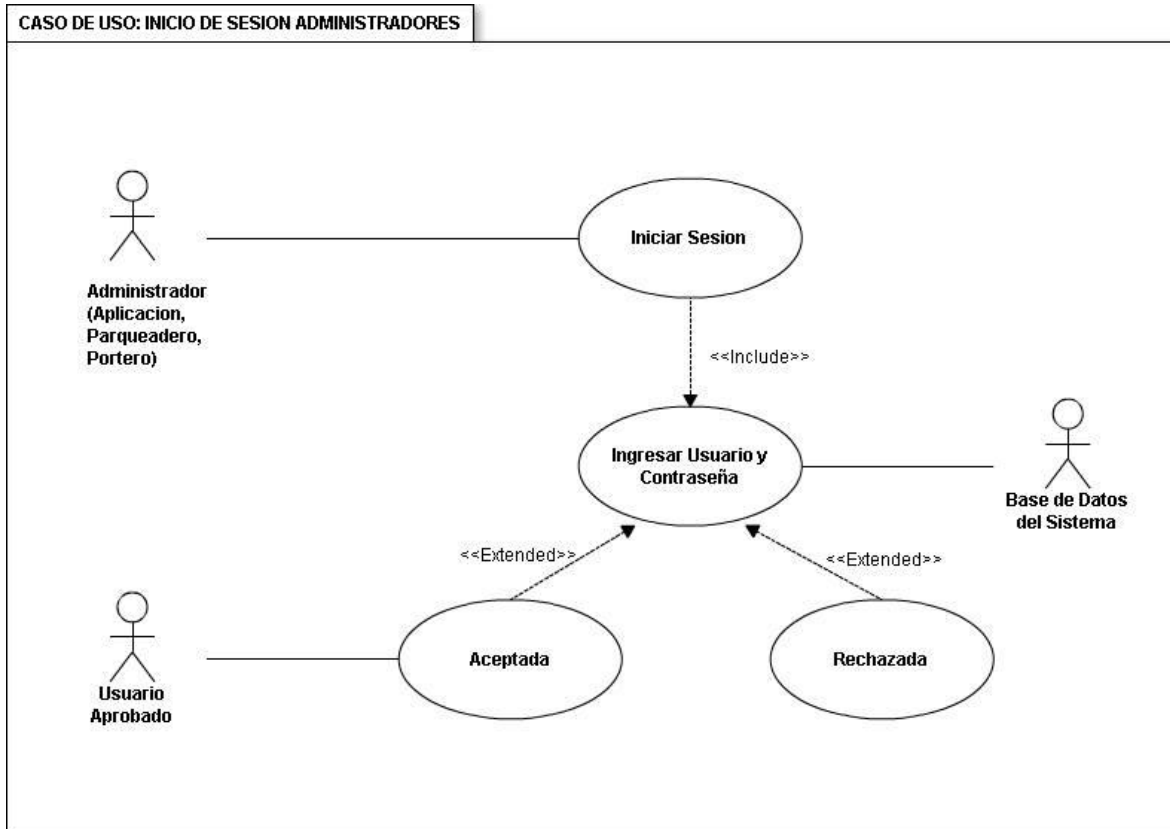 CASO DE USO: INICIO DE SESION ADMINISTRADORES
Iniciar Sesion
Administrador
(Aplicacion,
Parqueadero,
Portero)
<<Include>>
Ingresar Usuario y
Contraseña
Base de Datos
del Sistema
<<Extended>>
<<Extended>>
Usuario
Aprobado
Aceptada
Rechazada